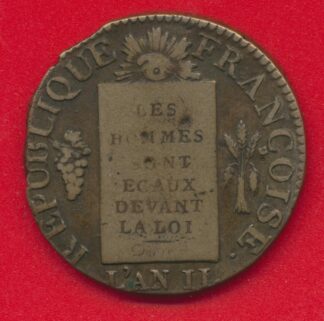 REPUBLIQUE FRANÇOISE.
LES
HOMMES
SONT
EGAUX
DEVANT
LA LOI
L'AN II.